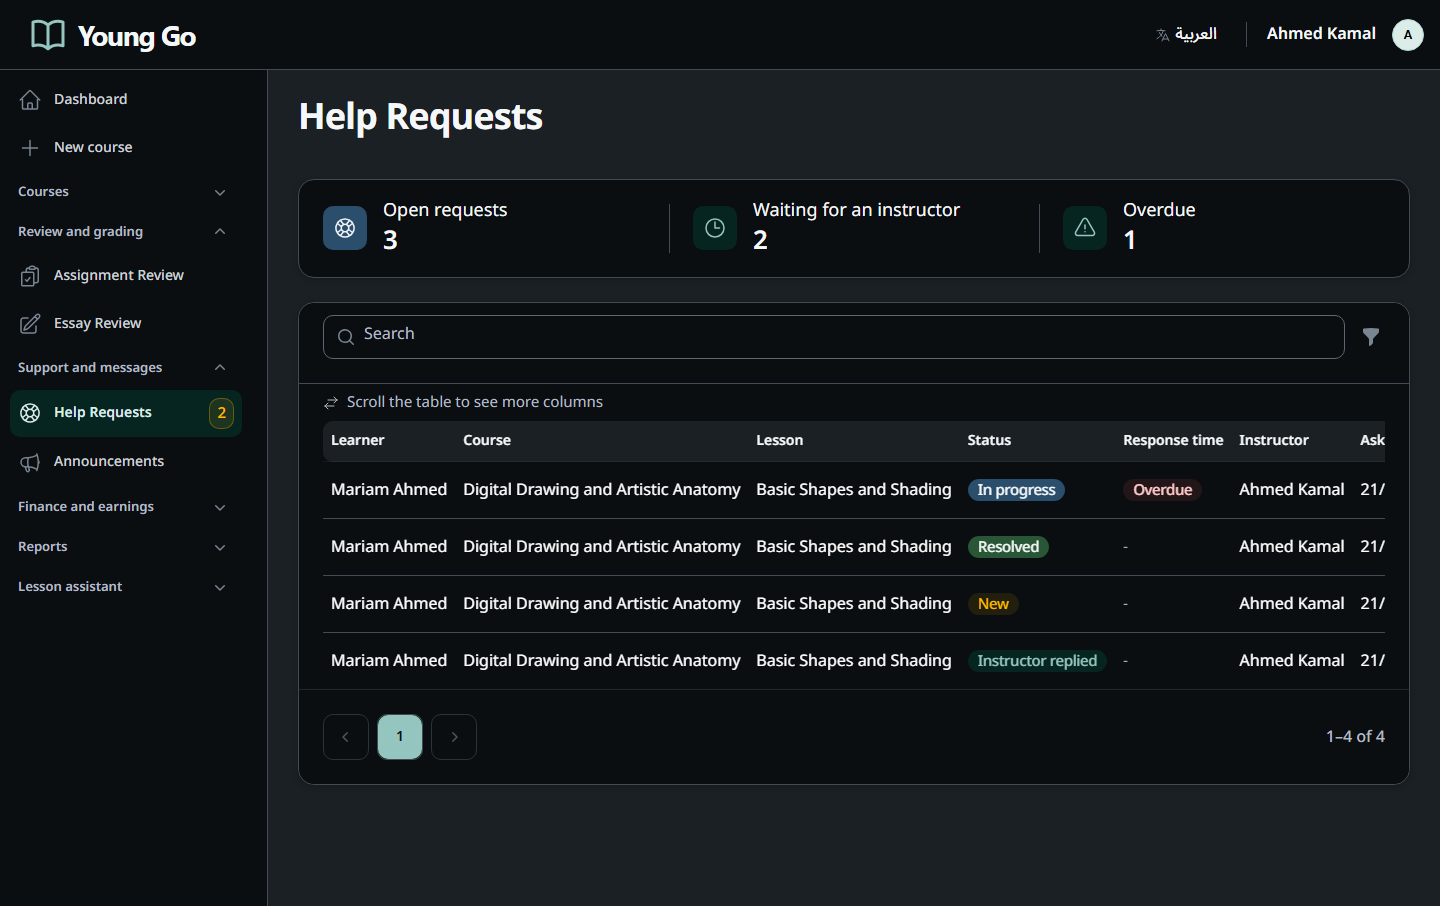 Young Go
العربية
Ahmed Kamal
A
Dashboard
New course
Courses
Review and grading
Assignment Review
Essay Review
Support and messages
Help Requests 2
Announcements
Finance and earnings
Reports
Lesson assistant
Help Requests
Open requests
3
Waiting for an instructor
2
Overdue
1
Search
Scroll the table to see more columns
Learner Course Lesson Status Response time Instructor Ask
Mariam Ahmed Digital Drawing and Artistic Anatomy Basic Shapes and Shading In progress Overdue Ahmed Kamal 21/
Mariam Ahmed Digital Drawing and Artistic Anatomy Basic Shapes and Shading Resolved - Ahmed Kamal 21/
Mariam Ahmed Digital Drawing and Artistic Anatomy Basic Shapes and Shading New - Ahmed Kamal 21/
Mariam Ahmed Digital Drawing and Artistic Anatomy Basic Shapes and Shading Instructor replied - Ahmed Kamal 21/
1
1–4 of 4